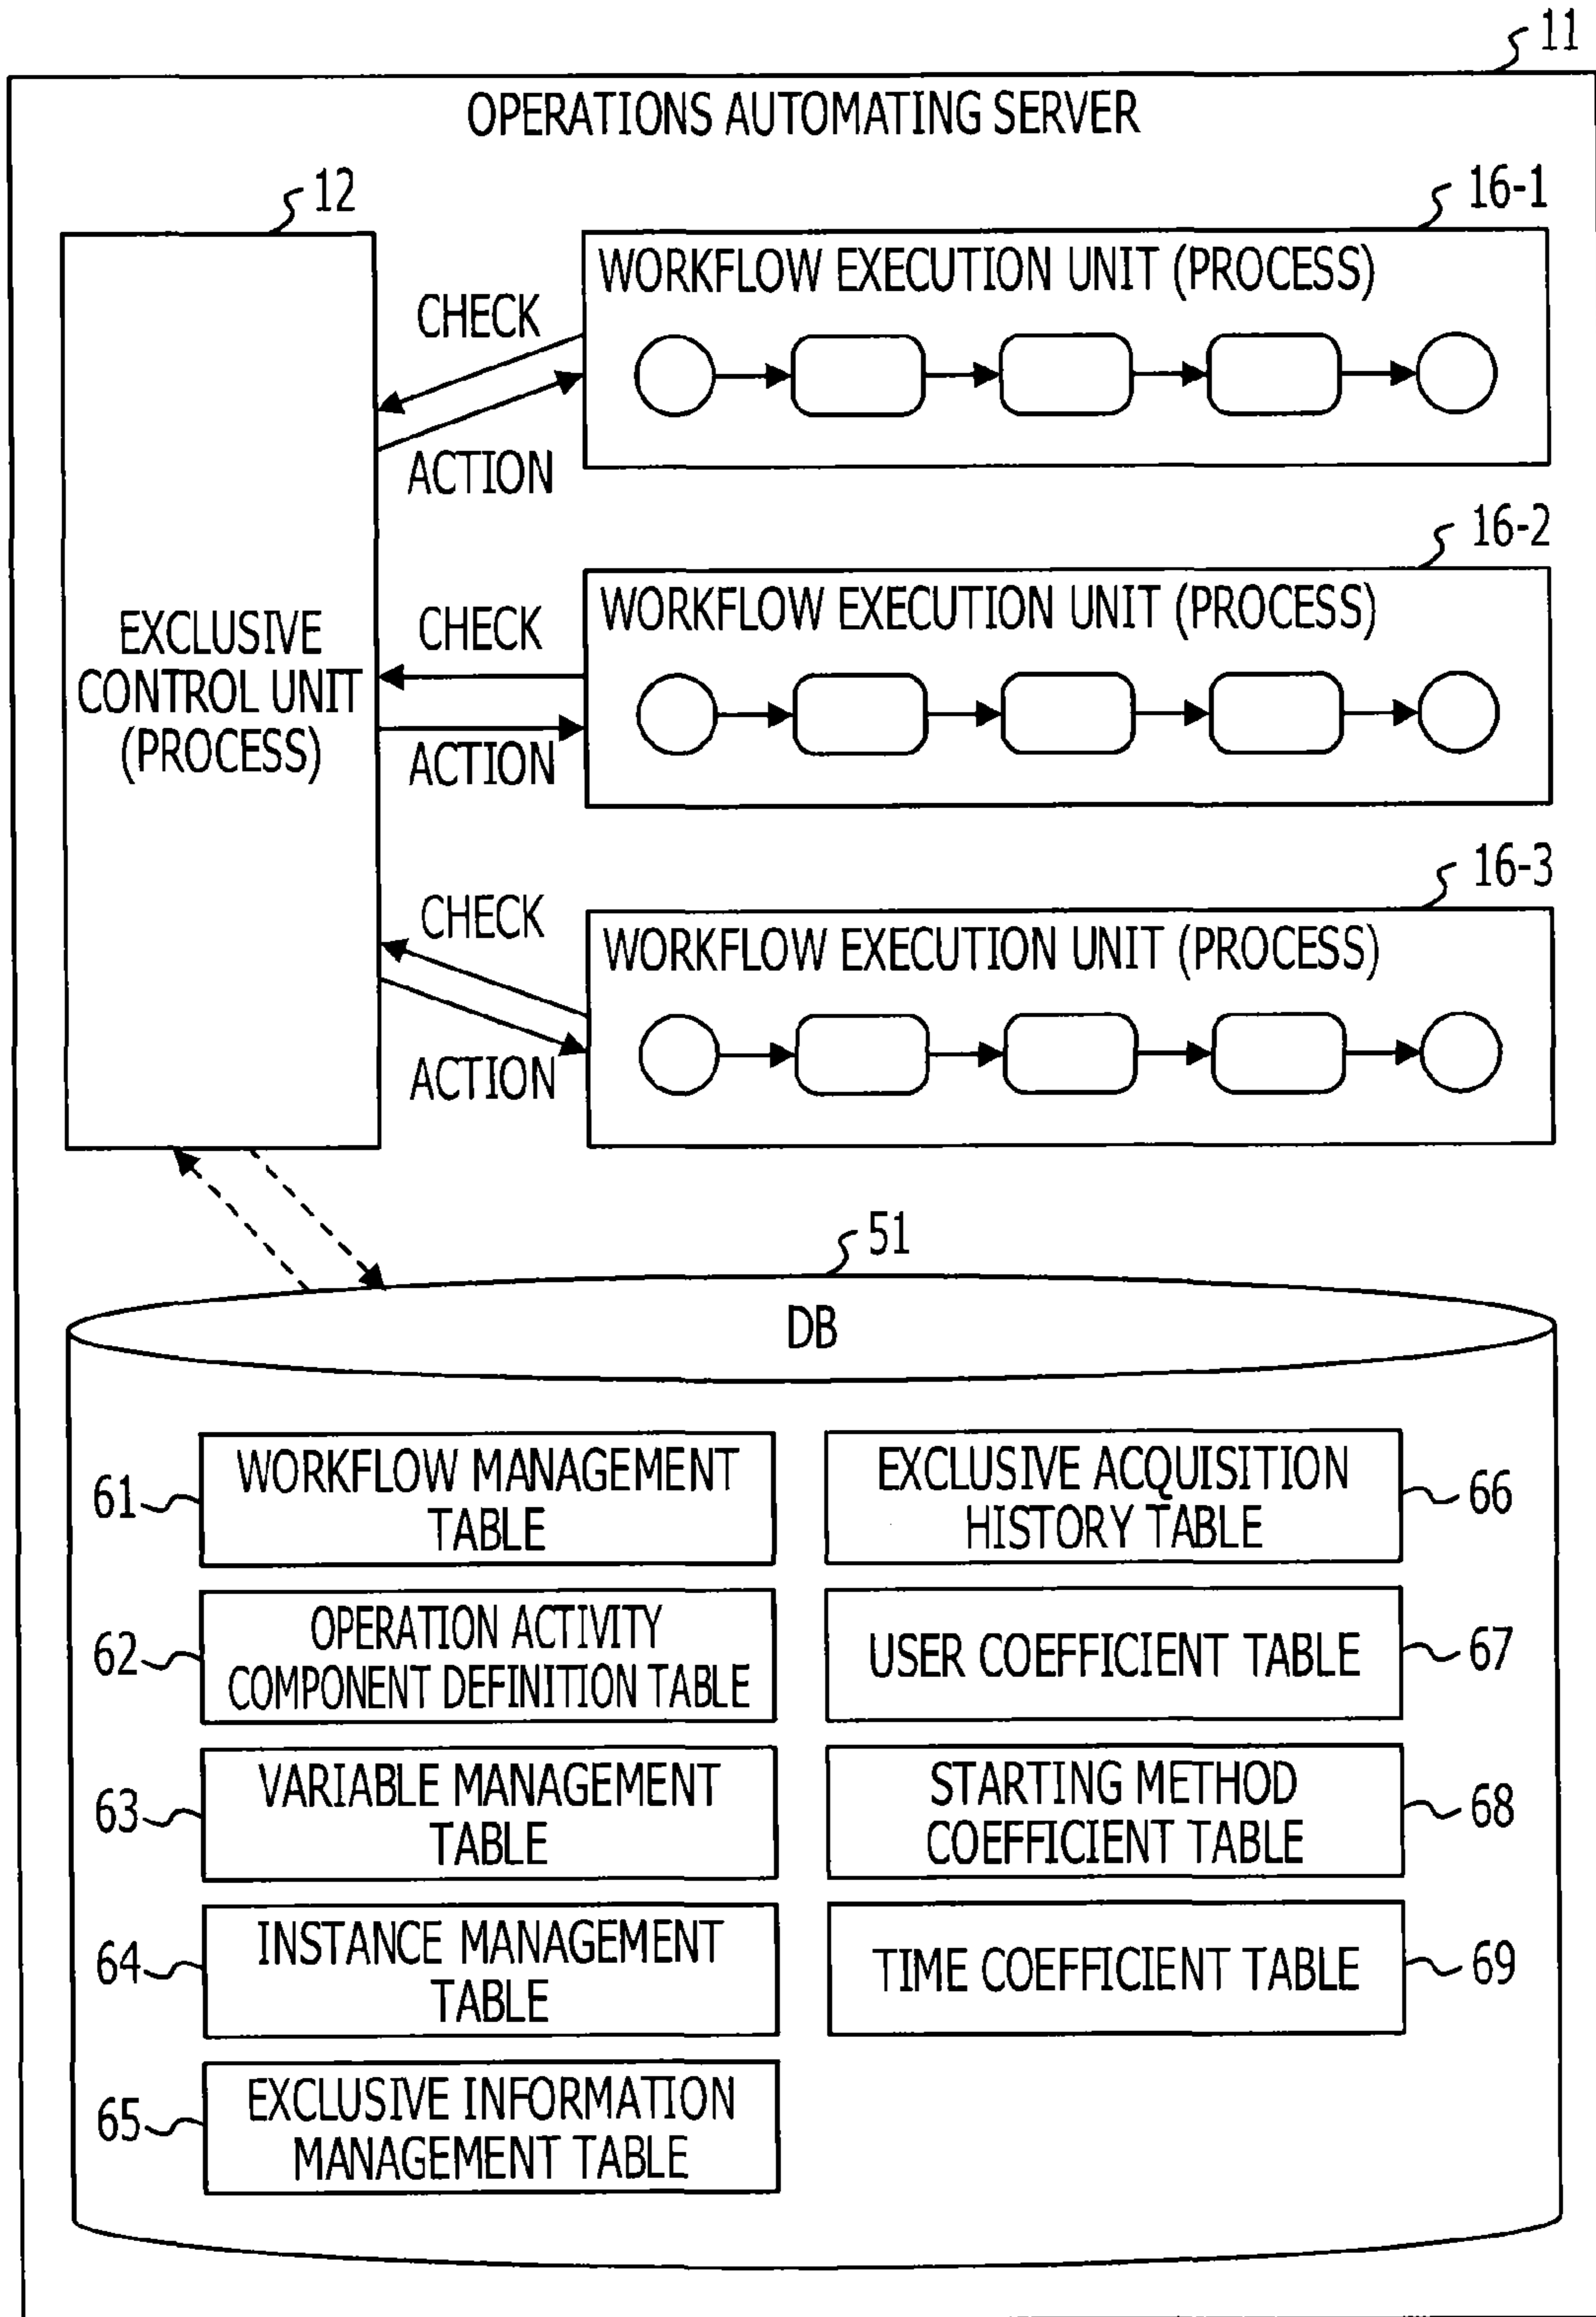 11
OPERATIONS AUTOMATING SERVER
12
16-1
WORKFLOW EXECUTION UNIT (PROCESS)
CHECK
ACTION
16-2
WORKFLOW EXECUTION UNIT (PROCESS)
EXCLUSIVE
CONTROL UNIT
(PROCESS)
CHECK
ACTION
16-3
WORKFLOW EXECUTION UNIT (PROCESS)
CHECK
ACTION
51
DB
61
WORKFLOW MANAGEMENT
TABLE
EXCLUSIVE ACQUISITION
HISTORY TABLE
66
62
OPERATION ACTIVITY
COMPONENT DEFINITION TABLE
USER COEFFICIENT TABLE
67
63
VARIABLE MANAGEMENT
TABLE
STARTING METHOD
COEFFICIENT TABLE
68
64
INSTANCE MANAGEMENT
TABLE
TIME COEFFICIENT TABLE
69
65
EXCLUSIVE INFORMATION
MANAGEMENT TABLE